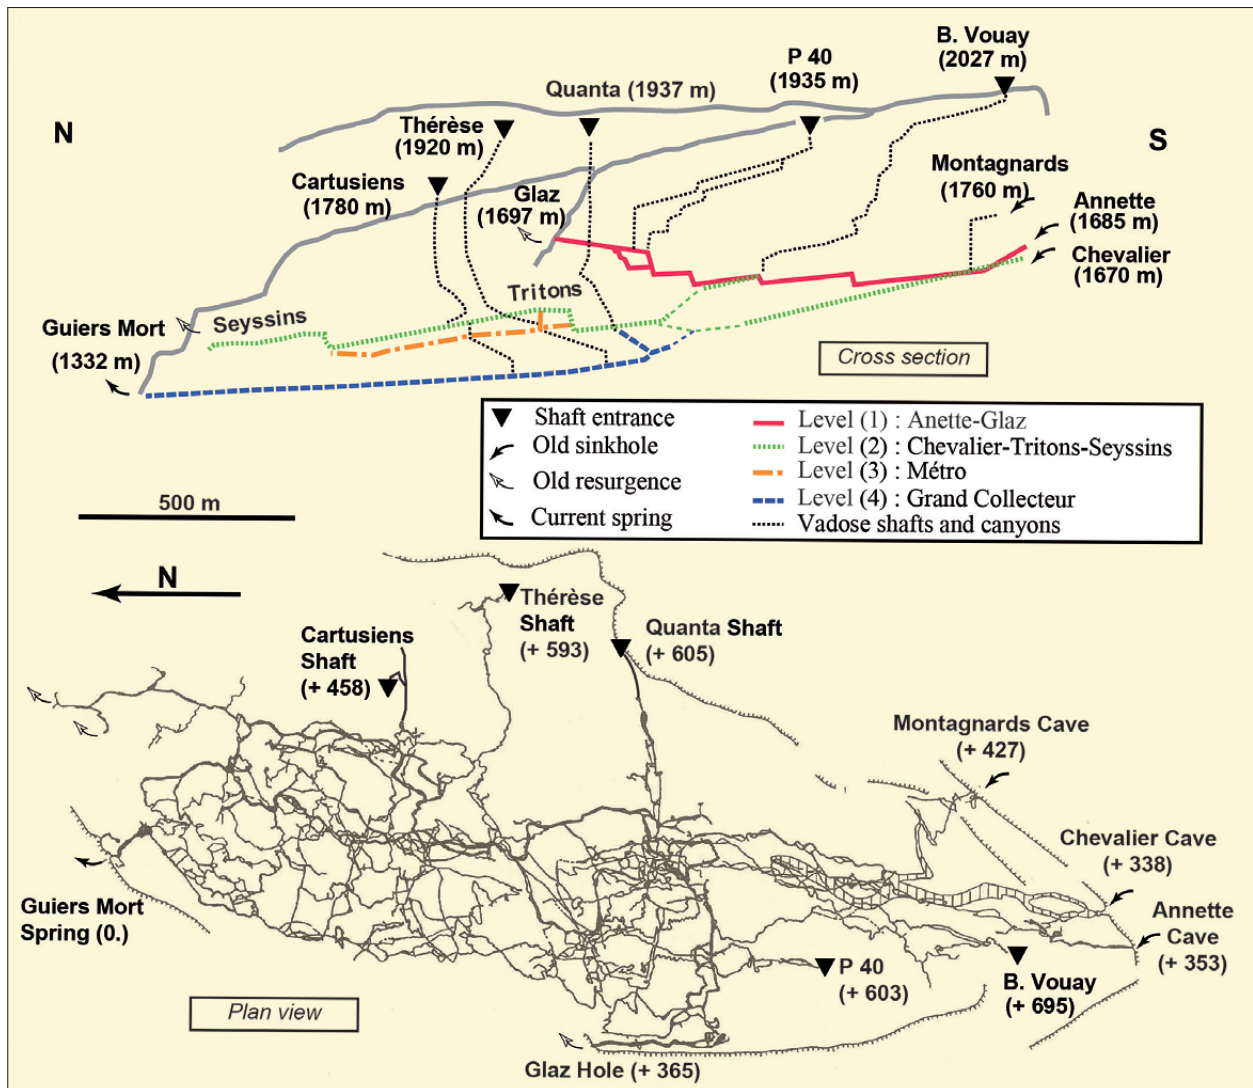 B. Vouay
(2027 m)
P 40
(1935 m)
Quanta (1937 m)
N
Thérèse
(1920 m)
S
Montagnards
(1760 m)
Cartusiens
(1780 m)
Glaz
(1697 m)
Annette
(1685 m)
Chevalier
(1670 m)
Tritons
Seyssins
Guiers Mort
(1332 m)
Cross section
Shaft entrance
Old sinkhole
Old resurgence
Current spring
Level (1) : Anette-Glaz
Level (2) : Chevalier-Tritons-Seyssins
Level (3) : Métro
Level (4) : Grand Collecteur
Vadose shafts and canyons
500 m
N
Thérèse
Shaft
(+ 593)
Quanta Shaft
(+ 605)
Cartusiens
Shaft
(+ 458)
Montagnards Cave
(+ 427)
Chevalier Cave
(+ 338)
Annette
Cave
(+ 353)
Guiers Mort
Spring (0.)
P 40
(+ 603)
B. Vouay
(+ 695)
Plan view
Glaz Hole (+ 365)